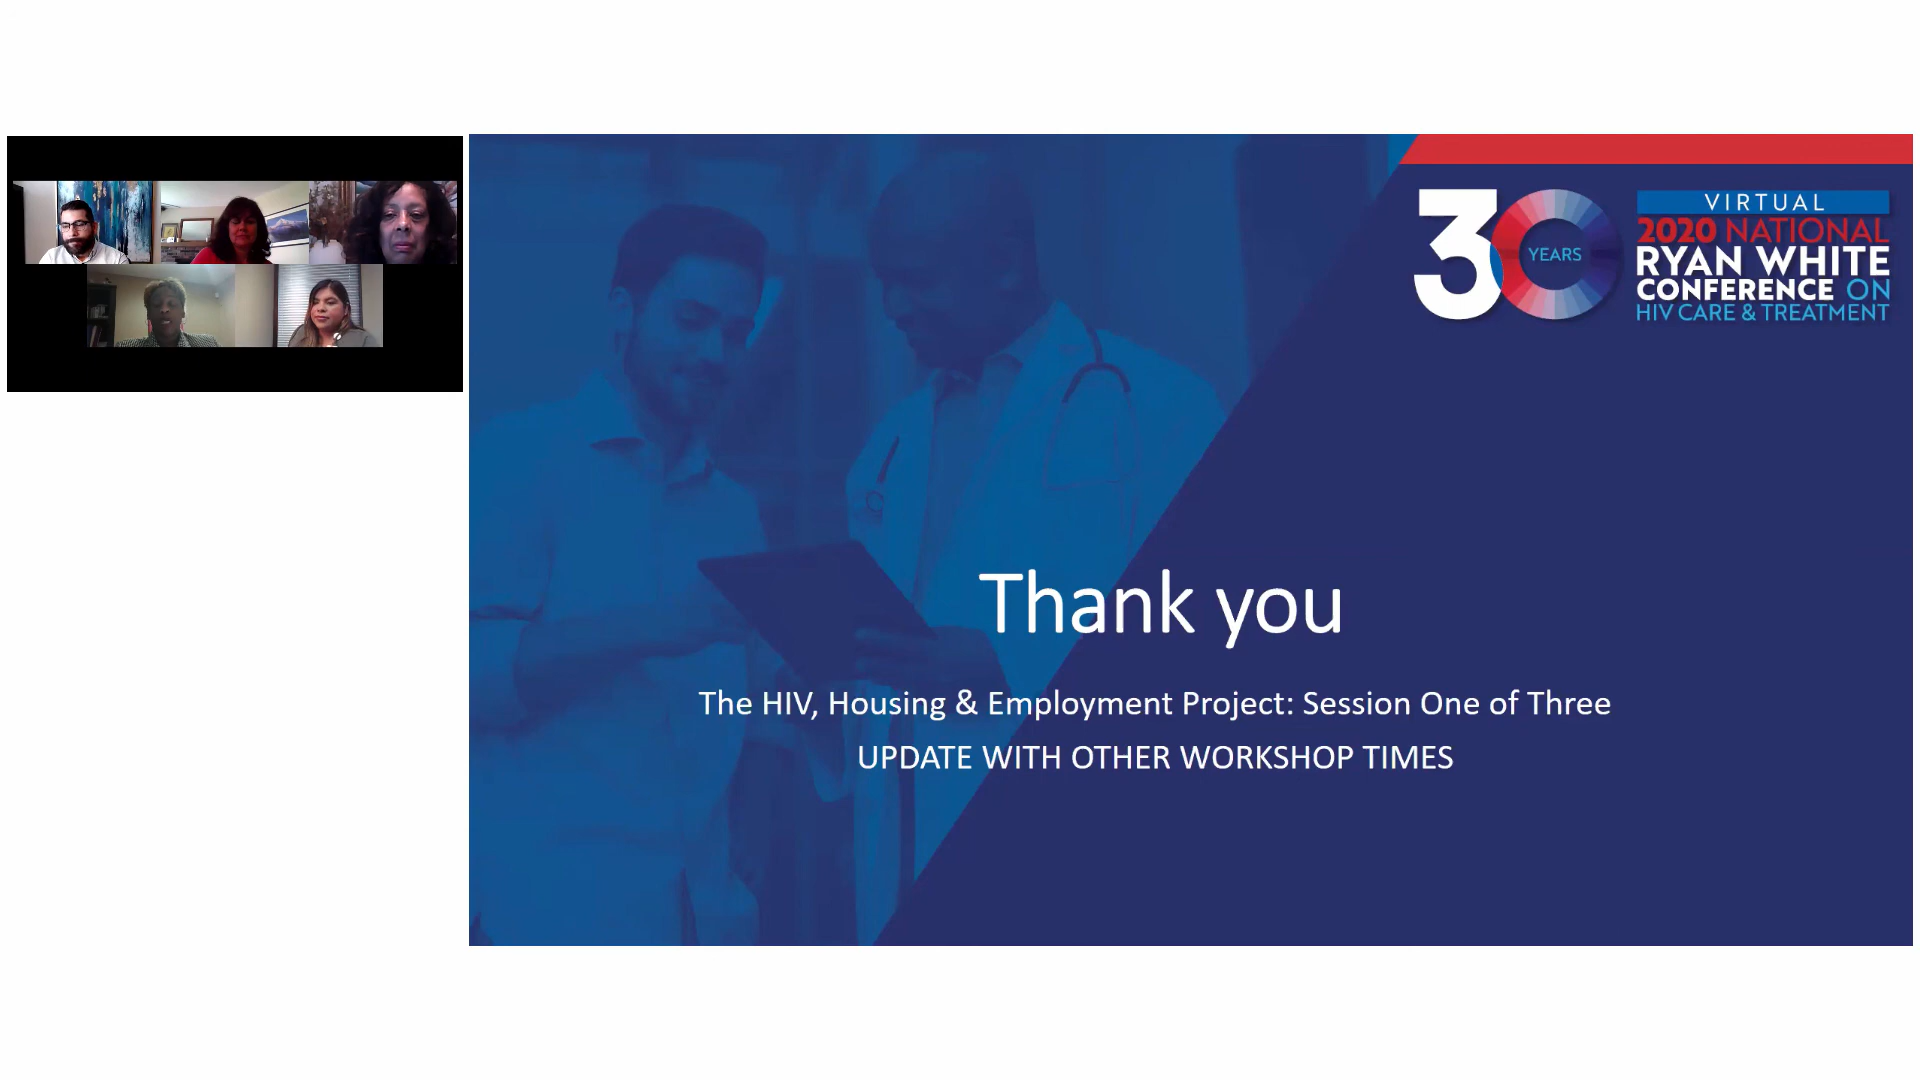 30 YEARS
VIRTUAL
2020 NATIONAL
RYAN WHITE
CONFERENCE ON
HIV CARE & TREATMENT
Thank you
The HIV, Housing & Employment Project: Session One of Three
UPDATE WITH OTHER WORKSHOP TIMES